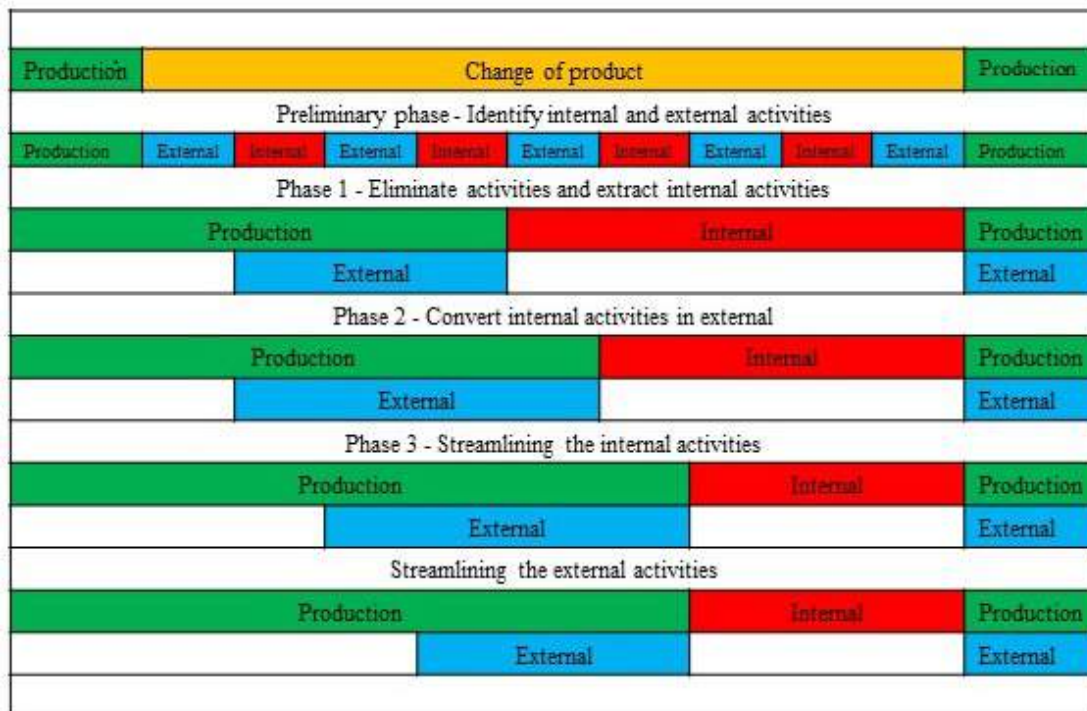 Production Change of product Production
Preliminary phase - Identify internal and external activities
Production External Internal External Internal External Internal External Internal External Production
Phase 1 - Eliminate activities and extract internal activities
Production Internal Production
External External
Phase 2 - Convert internal activities in external
Production Internal Production
External External
Phase 3 - Streamlining the internal activities
Production Internal Production
External External
Streamlining the external activities
Production Internal Production
External External